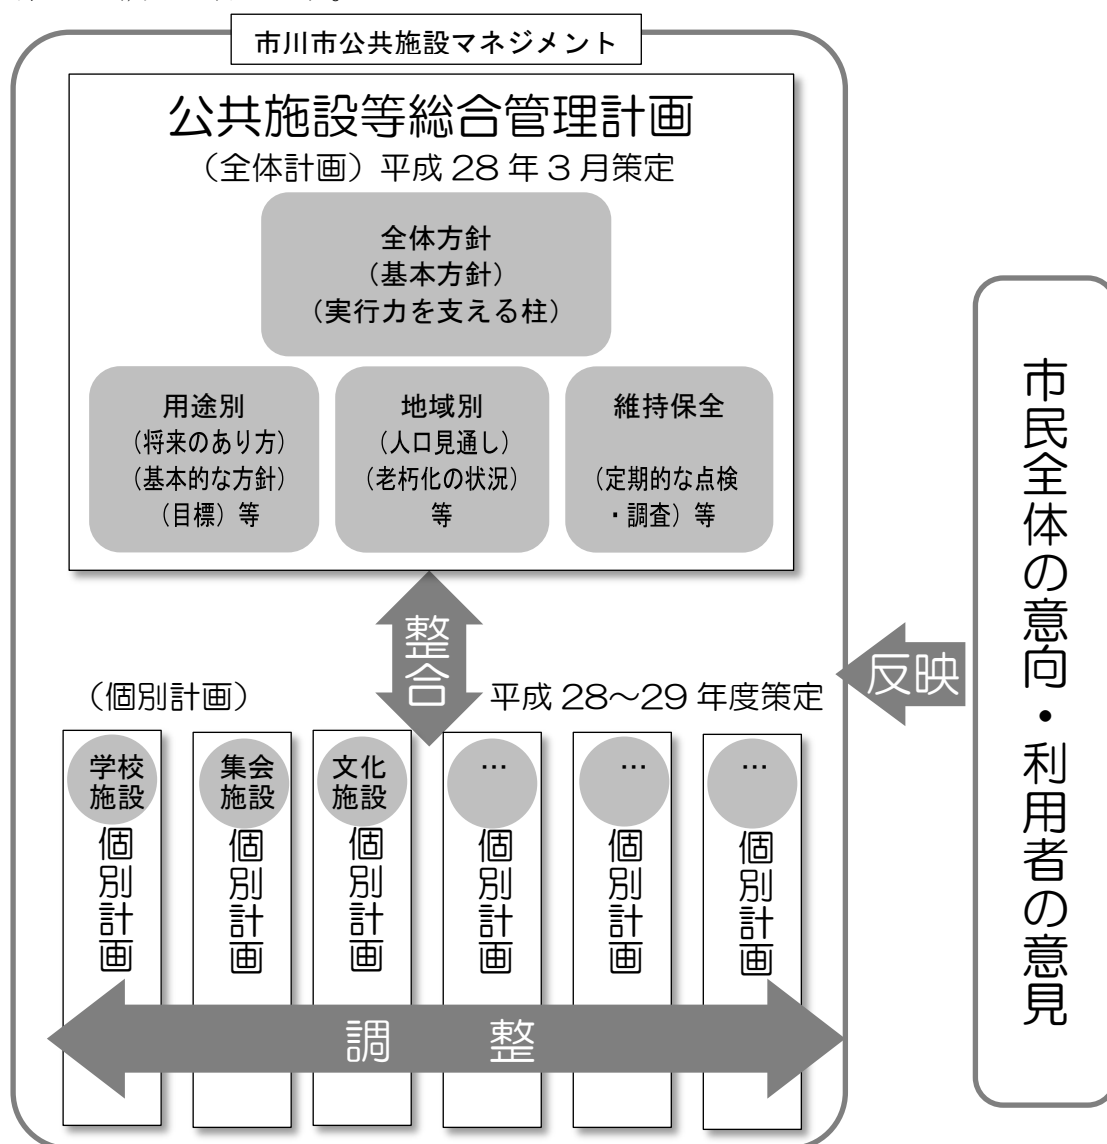 市川市公共施設マネジメント
公共施設等総合管理計画
（全体計画）平成 28 年 3 月策定
全体方針
（基本方針）
（実行力を支える柱）
用途別
（将来のあり方）
（基本的な方針）
（目標）等
地域別
（人口見通し）
（老朽化の状況）
等
維持保全
（定期的な点検
・調査）等
整合
（個別計画）
平成 28～29 年度策定
学校
施設
個別計画
集会
施設
個別計画
文化
施設
個別計画
…
個別計画
…
個別計画
…
個別計画
調　整
反映
市民全体の意向・利用者の意見